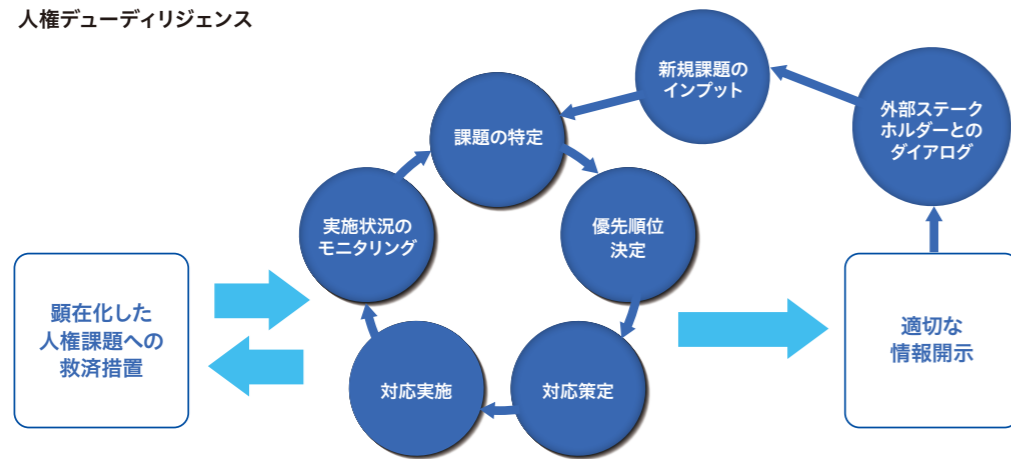 人権デューディリジェンス
新規課題の
インプット
外部ステーク
ホルダーとの
ダイアログ
課題の特定
実施状況の
モニタリング
優先順位
決定
顕在化した
人権課題への
救済措置
適切な
情報開示
対応実施
対応策定